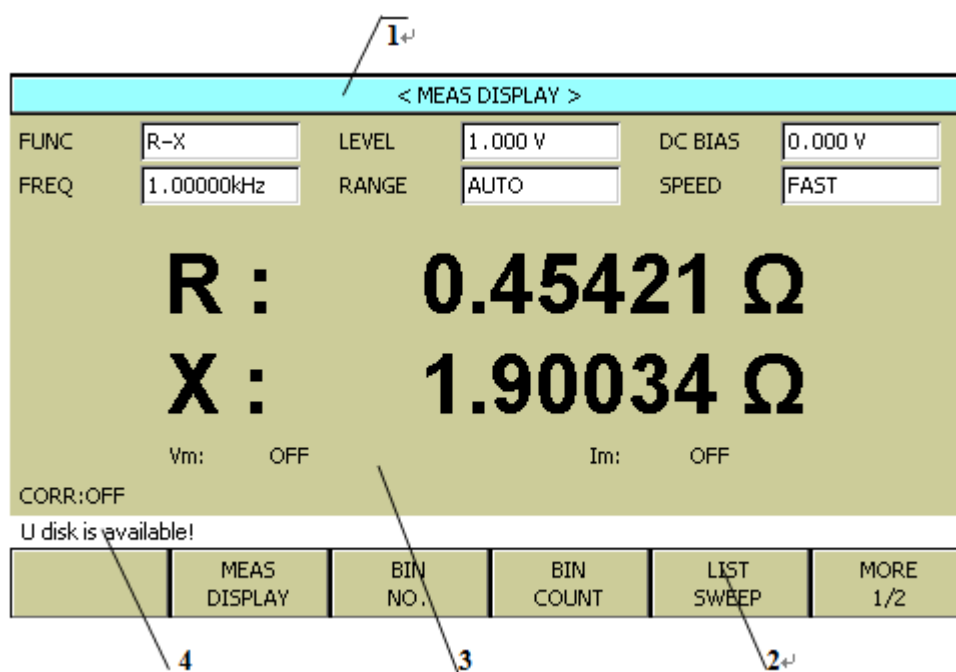 1↵
< MEAS DISPLAY >
FUNC R-X LEVEL 1.000 V DC BIAS 0.000 V
FREQ 1.00000kHz RANGE AUTO SPEED FAST
R : 0.45421 Ω
X : 1.90034 Ω
Vm: OFF Im: OFF
CORR:OFF
U disk is available!
MEAS DISPLAY
BIN NO.
BIN COUNT
LIST SWEEP
MORE 1/2
4 3 2↵